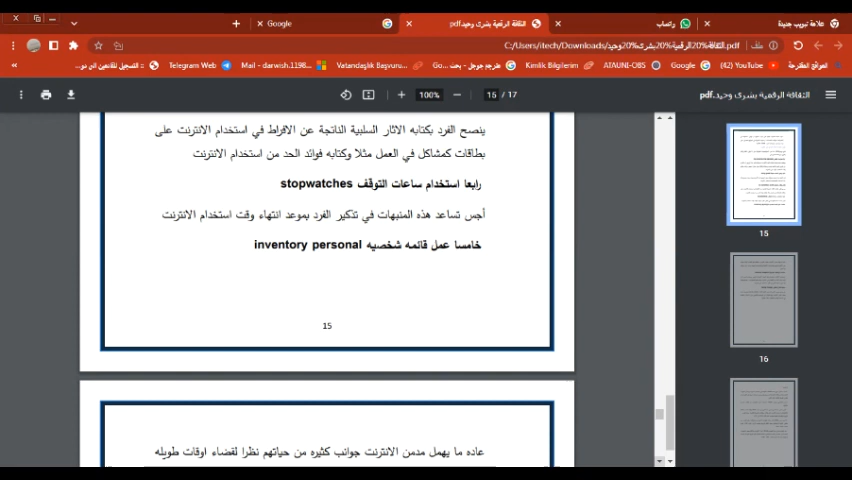 علامة تبويب جديدة
واتساب
الثقافة الرقمية بشرى وحيد.pdf
Google
ملف
C:/Users/itech/Downloads/الثقافة%20الرقمية%20بشرى%20وحيد.pdf
المواقع المقترحة
YouTube (42)
Google
ATAUNI-OBS
Kimlik Bilgilerim
مترجم جوجل - بحث Go...
Vatandaşlık Başvuru...
Mail - darwish.1198...
Telegram Web
الثقافة الرقمية بشرى وحيد.pdf
15 / 17
100%
ينصح الفرد بكتابه الاثار السلبية الناتجة عن الافراط في استخدام الانترنت على
بطاقات كمشاكل في العمل مثلا وكتابه فوائد الحد من استخدام الانترنت
رابعا استخدام ساعات التوقف stopwatches
أجس تساعد هذه المنبهات في تذكير الفرد بموعد انتهاء وقت استخدام الانترنت
خامسا عمل قائمه شخصيه inventory personal
15
عاده ما يهمل مدمن الانترنت جوانب كثيره من حياتهم نظرا لقضاء اوقات طويله
15
16